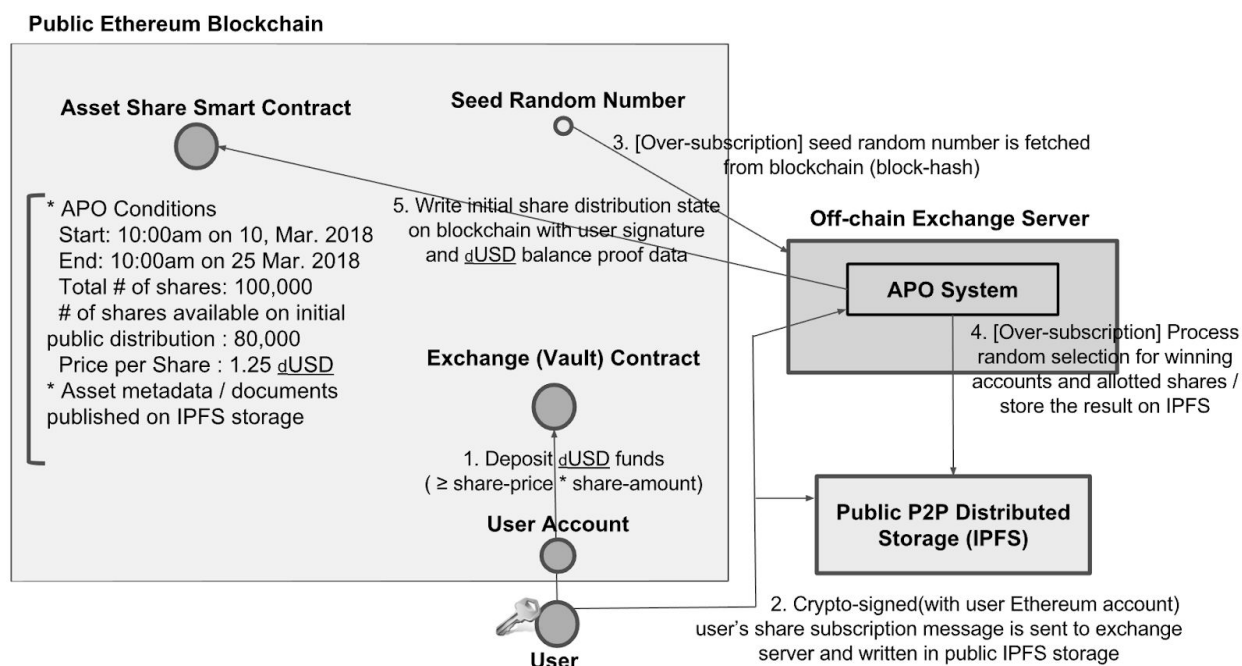 Public Ethereum Blockchain
Asset Share Smart Contract
Seed Random Number
3. [Over-subscription] seed random number is fetched
from blockchain (block-hash)
* APO Conditions
Start: 10:00am on 10, Mar. 2018
End: 10:00am on 25 Mar. 2018
Total # of shares: 100,000
# of shares available on initial
public distribution : 80,000
Price per Share : 1.25 dUSD
* Asset metadata / documents
published on IPFS storage
5. Write initial share distribution state
on blockchain with user signature
and dUSD balance proof data
Off-chain Exchange Server
APO System
4. [Over-subscription] Process
random selection for winning
accounts and allotted shares /
store the result on IPFS
Exchange (Vault) Contract
1. Deposit dUSD funds
( ≥ share-price * share-amount)
User Account
Public P2P Distributed
Storage (IPFS)
2. Crypto-signed(with user Ethereum account)
user's share subscription message is sent to exchange
server and written in public IPFS storage
User